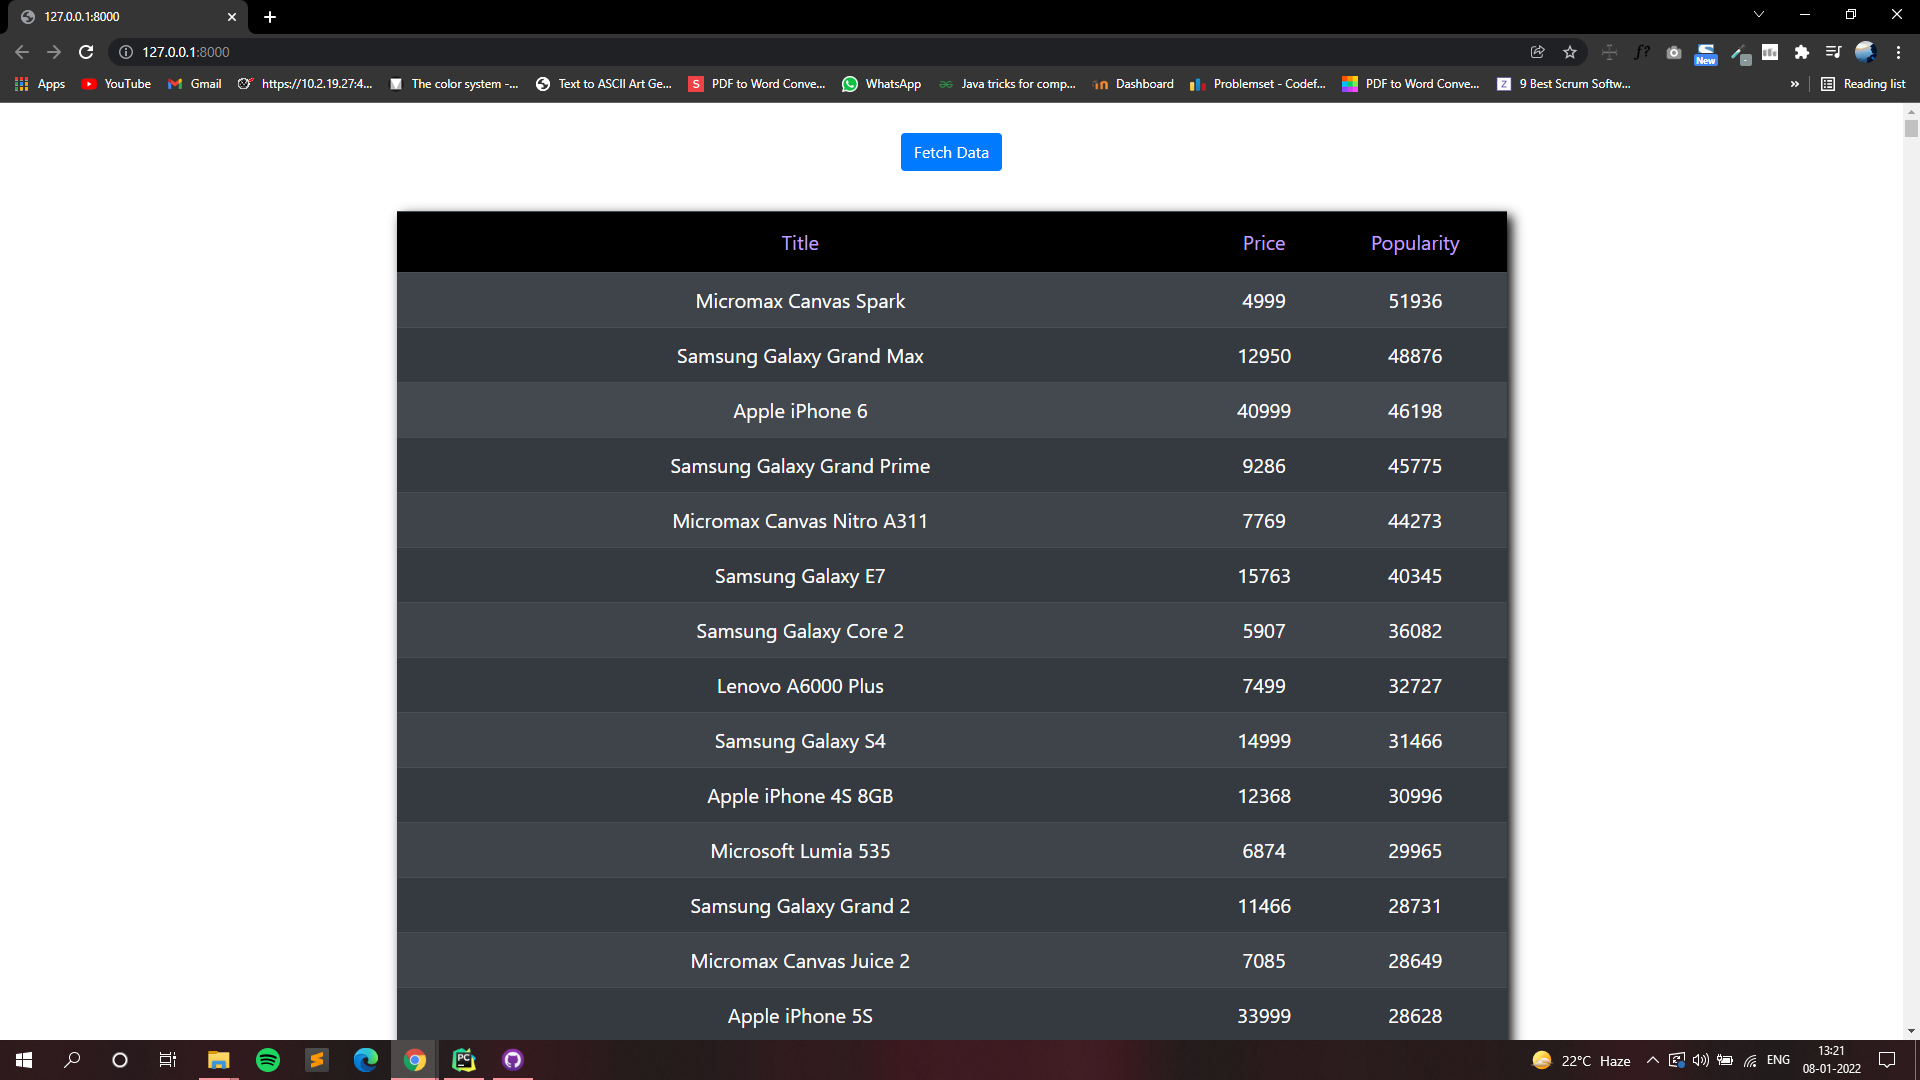 127.0.0.1:8000
127.0.0.1:8000
New
Apps YouTube Gmail https://10.2.19.27:4... The color system -... Text to ASCII Art Ge... S PDF to Word Conve... WhatsApp Java tricks for comp... Dashboard Problemset - Codef... PDF to Word Conve... Z 9 Best Scrum Softw... » Reading list
Fetch Data
Title Price Popularity
Micromax Canvas Spark 4999 51936
Samsung Galaxy Grand Max 12950 48876
Apple iPhone 6 40999 46198
Samsung Galaxy Grand Prime 9286 45775
Micromax Canvas Nitro A311 7769 44273
Samsung Galaxy E7 15763 40345
Samsung Galaxy Core 2 5907 36082
Lenovo A6000 Plus 7499 32727
Samsung Galaxy S4 14999 31466
Apple iPhone 4S 8GB 12368 30996
Microsoft Lumia 535 6874 29965
Samsung Galaxy Grand 2 11466 28731
Micromax Canvas Juice 2 7085 28649
Apple iPhone 5S 33999 28628
PC 22°C Haze ENG 13:21
08-01-2022